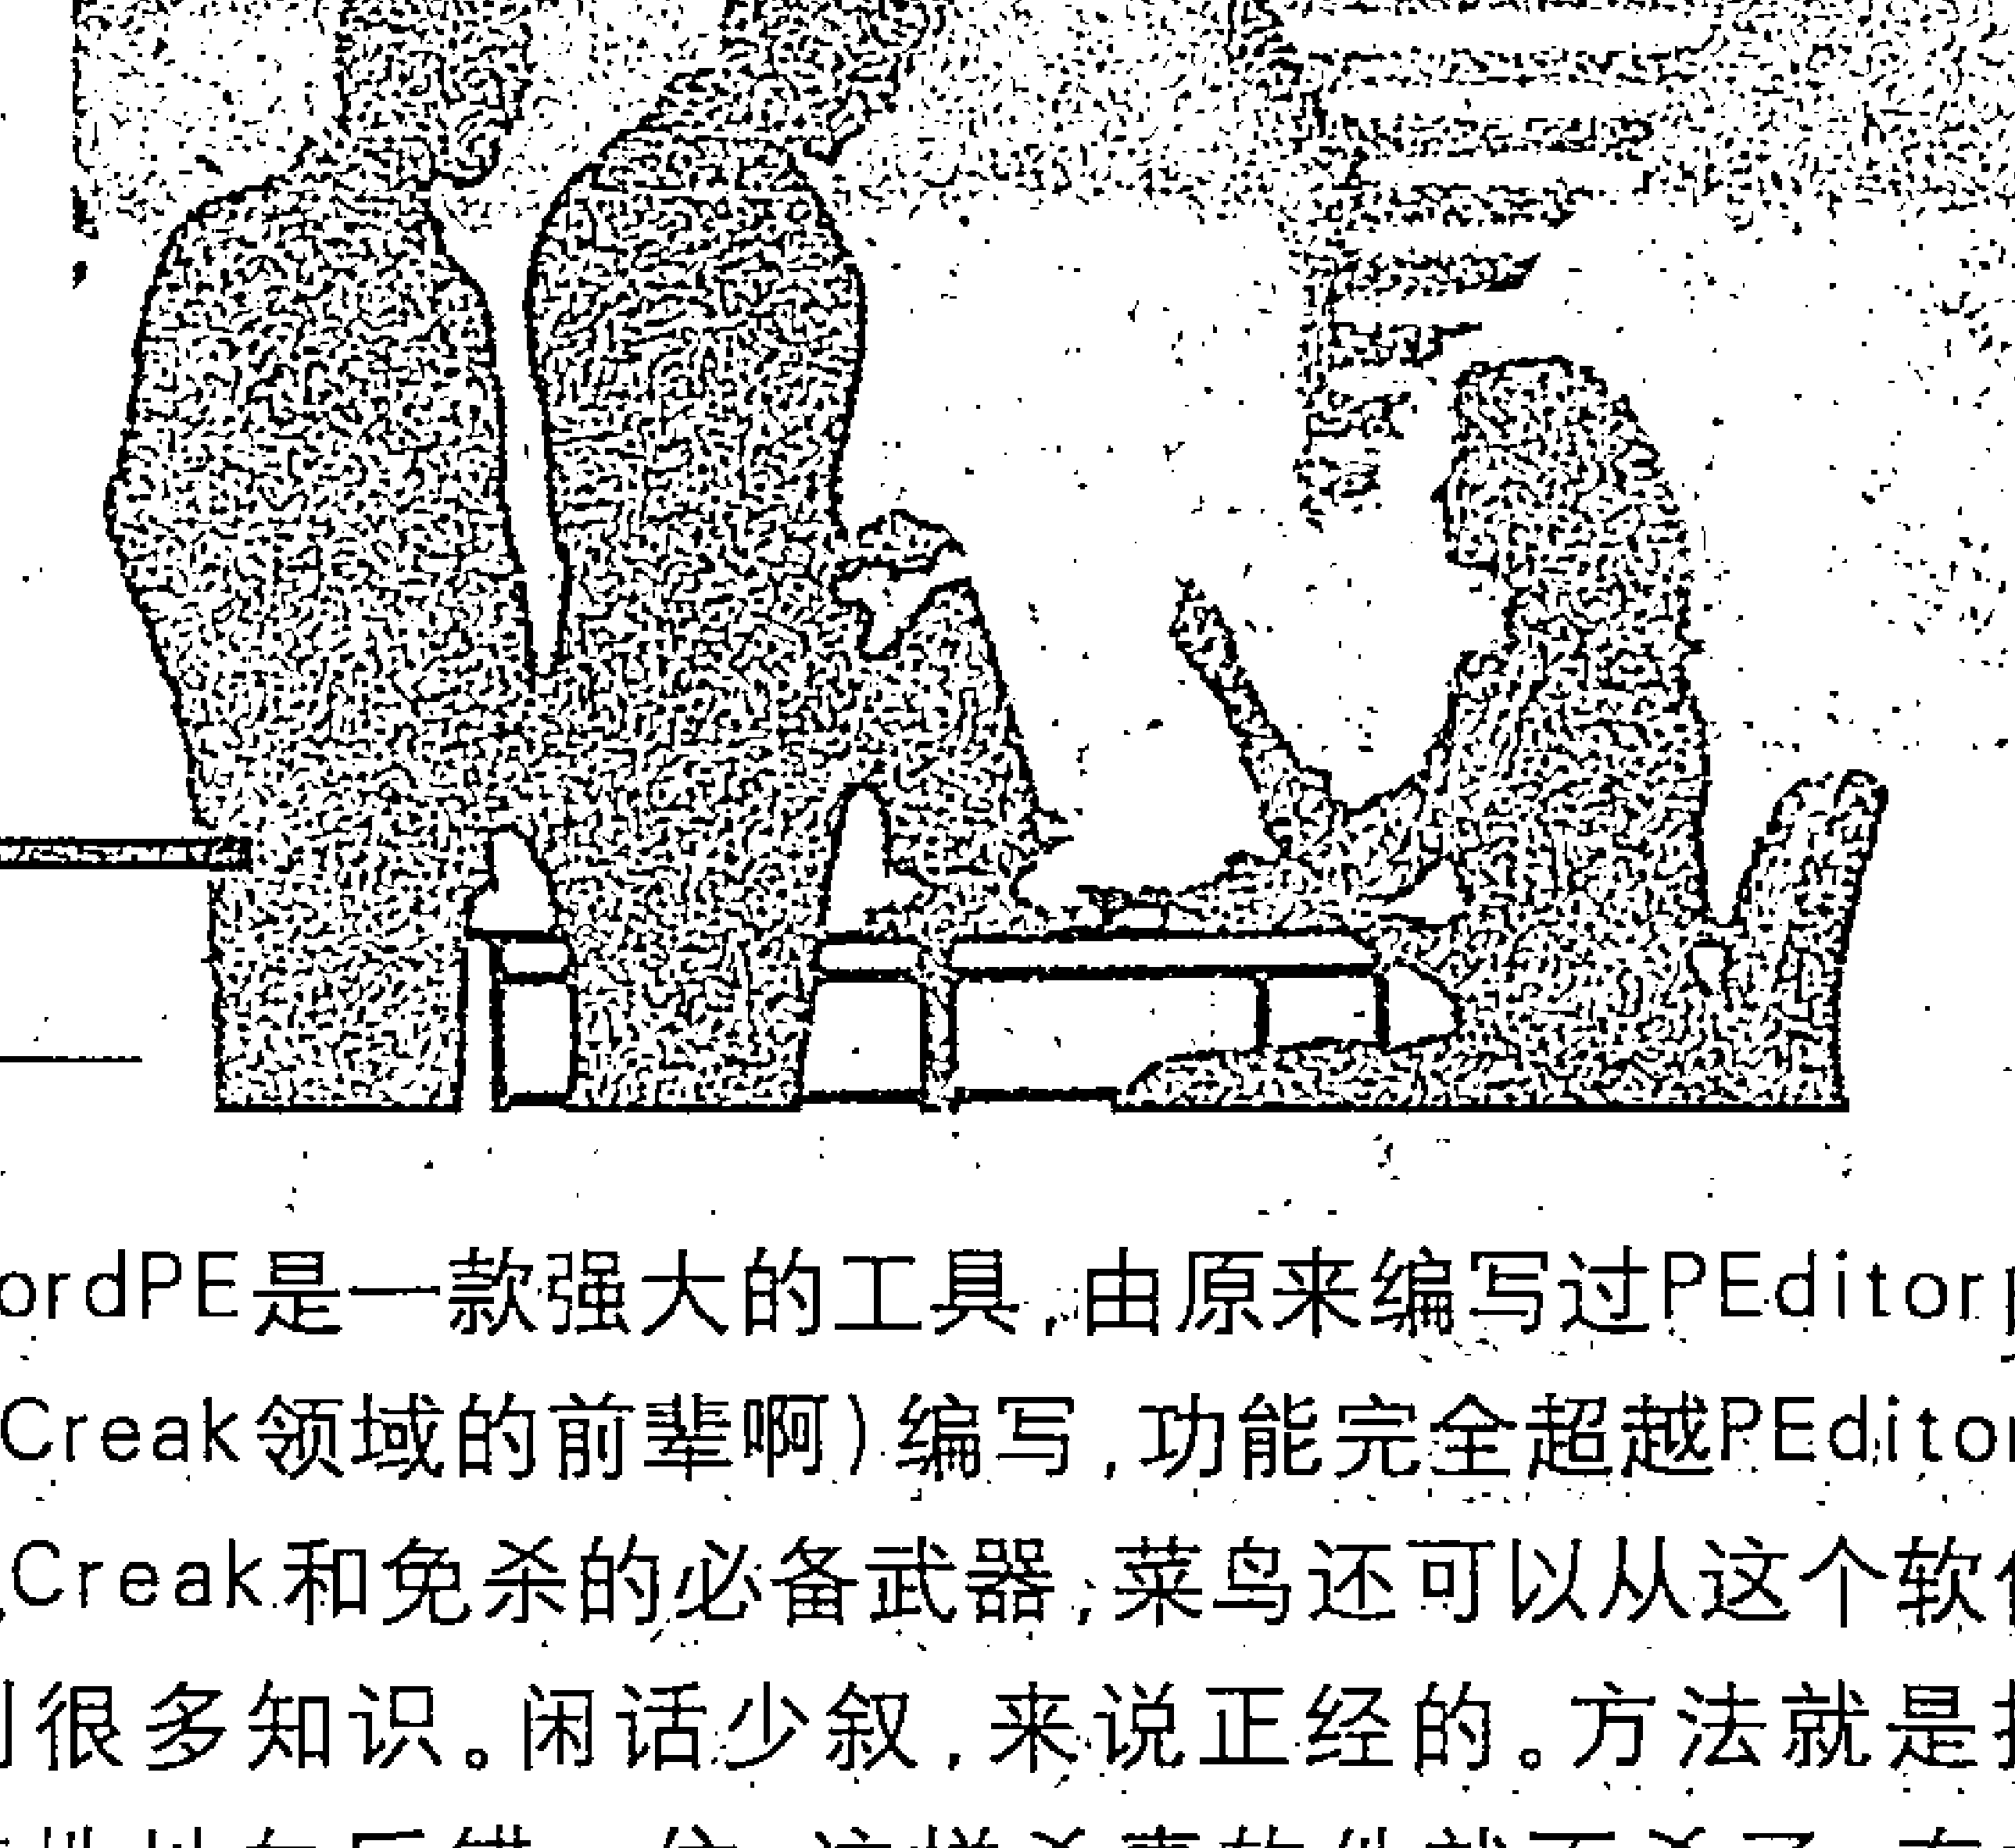 ordPE是一款强大的工具,由原来编写过PEditor
Creak领域的前辈啊)编写,功能完全超越PEditor
Creak和免杀的必备武器;菜鸟还可以从这个软
很多知识。闲话少叙,来说正经的。方法就是